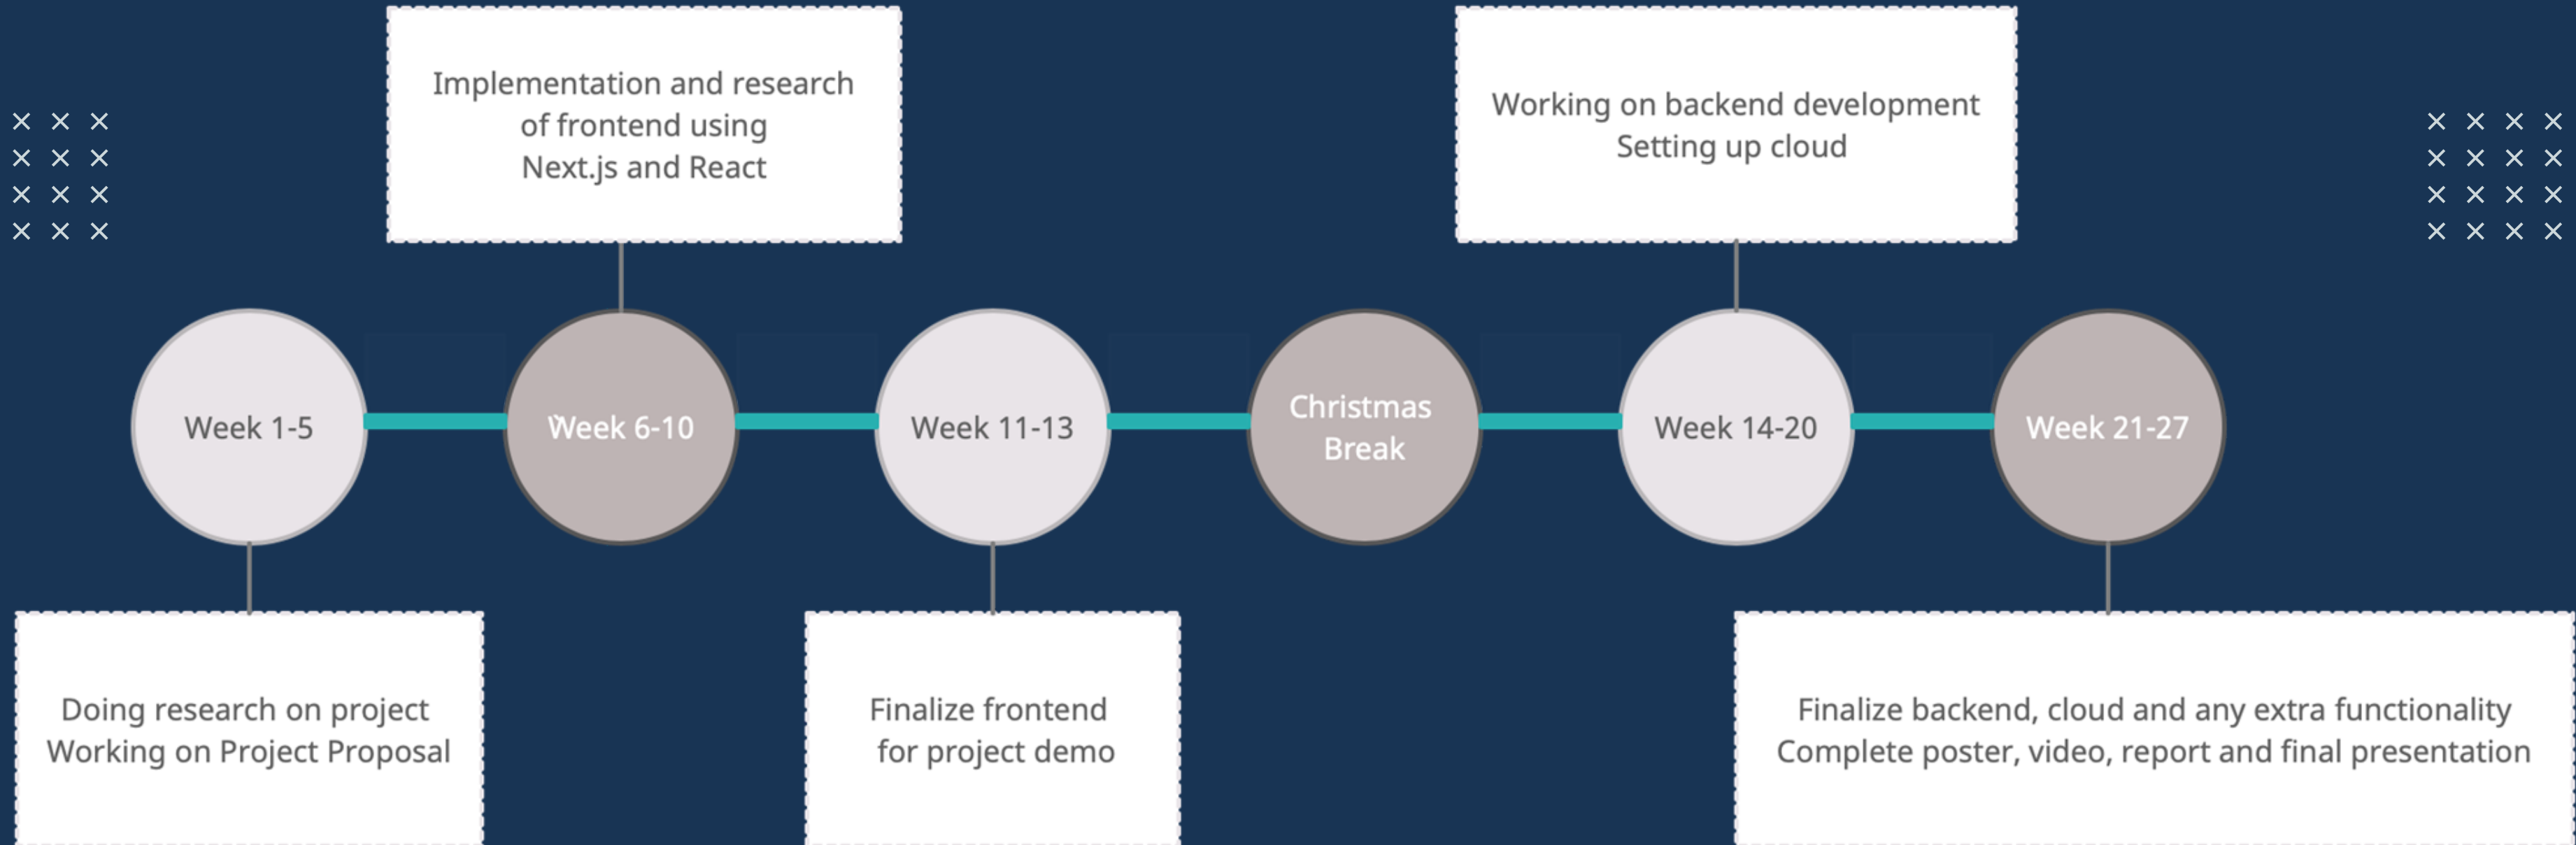 Implementation and research
of frontend using
Next.js and React
Working on backend development
Setting up cloud
Week 1-5
Week 6-10
Week 11-13
Christmas
Break
Week 14-20
Week 21-27
Doing research on project
Working on Project Proposal
Finalize frontend
for project demo
Finalize backend, cloud and any extra functionality
Complete poster, video, report and final presentation